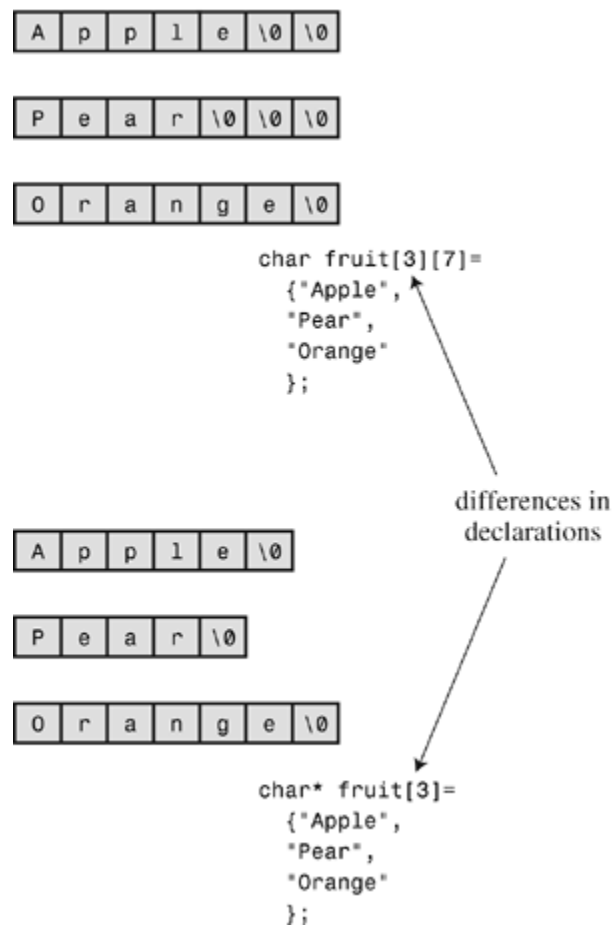 A p p l e \0 \0
P e a r \0 \0 \0
O r a n g e \0
char fruit[3][7]=
{"Apple",
"Pear",
"Orange"
};
differences in
declarations
A p p l e \0
P e a r \0
O r a n g e \0
char* fruit[3]=
{"Apple",
"Pear",
"Orange"
};